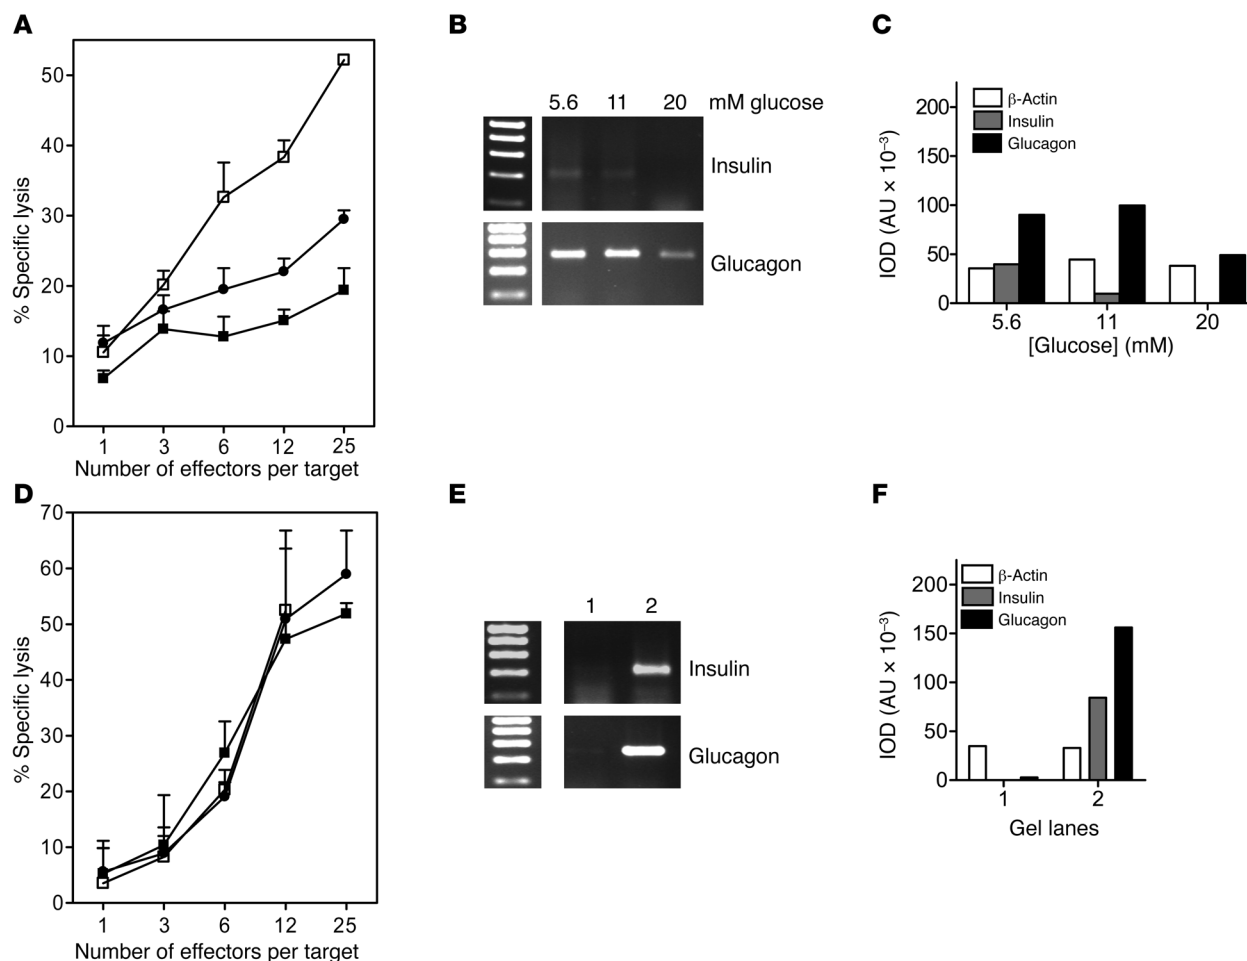 A
% Specific lysis
50
40
30
20
10
0
1 3 6 12 25
Number of effectors per target
B
5.6 11 20 mM glucose
Insulin
Glucagon
C
IOD (AU × 10⁻³)
200
150
100
50
0
β-Actin
Insulin
Glucagon
5.6 11 20
[Glucose] (mM)
D
% Specific lysis
70
60
50
40
30
20
10
0
1 3 6 12 25
Number of effectors per target
E
1 2
Insulin
Glucagon
F
IOD (AU × 10⁻³)
200
150
100
50
0
β-Actin
Insulin
Glucagon
1 2
Gel lanes